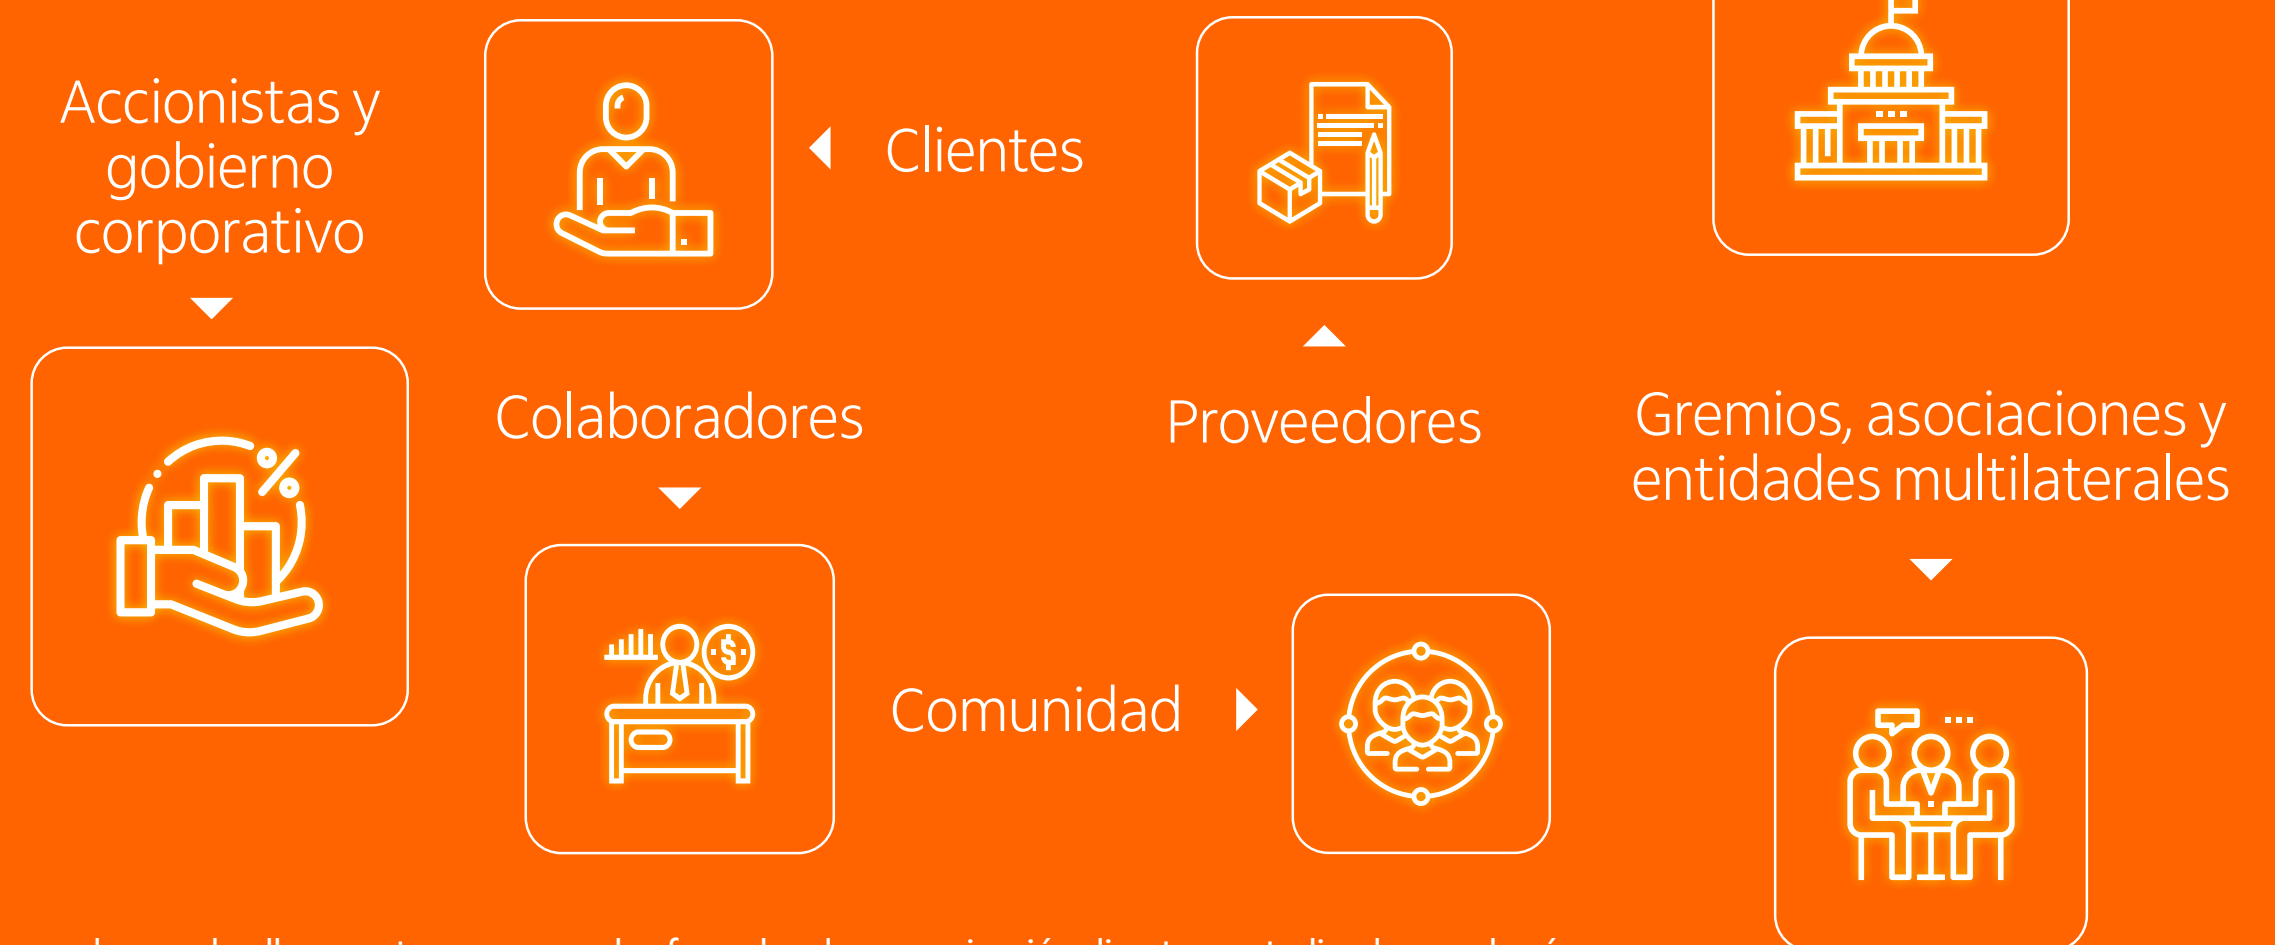 Accionistas y
gobierno
corporativo
Clientes
Colaboradores
Proveedores
Gremios, asociaciones y
entidades multilaterales
Comunidad